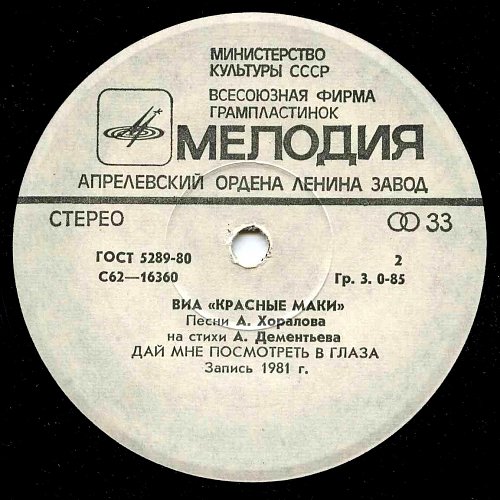 МИНИСТЕРСТВО
КУЛЬТУРЫ СССР
ВСЕСОЮЗНАЯ ФИРМА
ГРАМПЛАСТИНОК
МЕЛОДИЯ
АПРЕЛЕВСКИЙ ОРДЕНА ЛЕНИНА ЗАВОД
СТЕРЕО 33
ГОСТ 5289-80 2
С62—16360 Гр. 3. 0-85
ВИА «КРАСНЫЕ МАКИ»
Песни А. Хоралова
на стихи А. Дементьева
ДАЙ МНЕ ПОСМОТРЕТЬ В ГЛАЗА
Запись 1981 г.